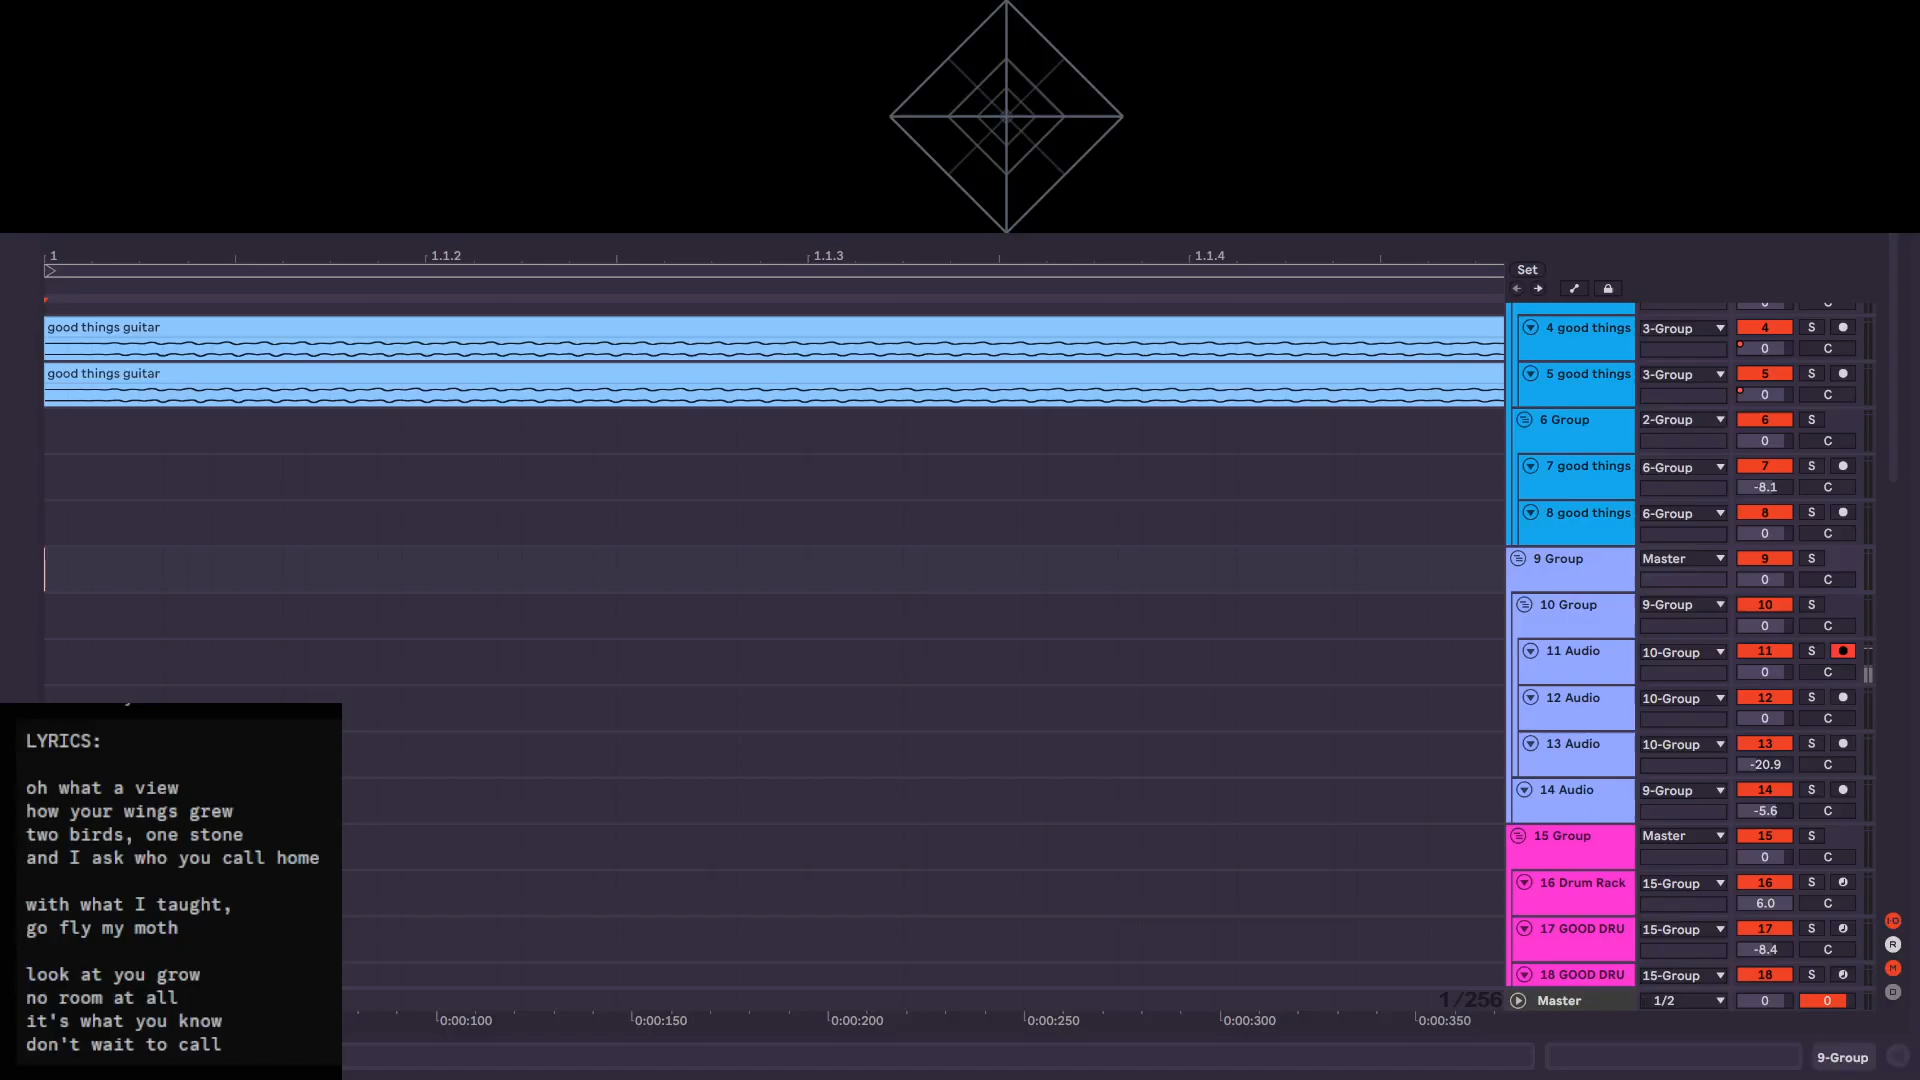 1 1.1.2 1.1.3 1.1.4
Set
good things guitar
4 good things 3-Group 4 S
0 C
good things guitar
5 good things 3-Group 5 S
0 C
6 Group 2-Group 6 S
0 C
7 good things 6-Group 7 S
-8.1 C
8 good things 6-Group 8 S
0 C
9 Group Master 9 S
0 C
10 Group 9-Group 10 S
0 C
11 Audio 10-Group 11 S
0 C
12 Audio 10-Group 12 S
0 C
13 Audio 10-Group 13 S
-20.9 C
14 Audio 9-Group 14 S
-5.6 C
15 Group Master 15 S
0 C
16 Drum Rack 15-Group 16 S
6.0 C
17 GOOD DRU 15-Group 17 S
-8.4 C
18 GOOD DRU 15-Group 18 S
1/256 Master 1/2 0 0
R
M
D
0:00:100 0:00:150 0:00:200 0:00:250 0:00:300 0:00:350
9-Group
LYRICS:
oh what a view
how your wings grew
two birds, one stone
and I ask who you call home
with what I taught,
go fly my moth
look at you grow
no room at all
it's what you know
don't wait to call